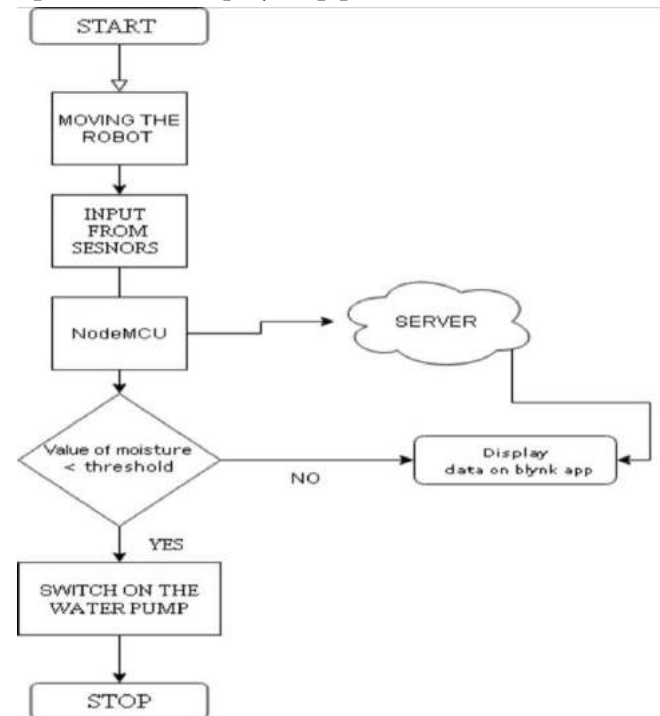 START
MOVING THE
ROBOT
INPUT
FROM
SESNORS
NodeMCU
SERVER
Value of moisture
< threshold
NO
Display
data on blynk app
YES
SWITCH ON THE
WATER PUMP
STOP